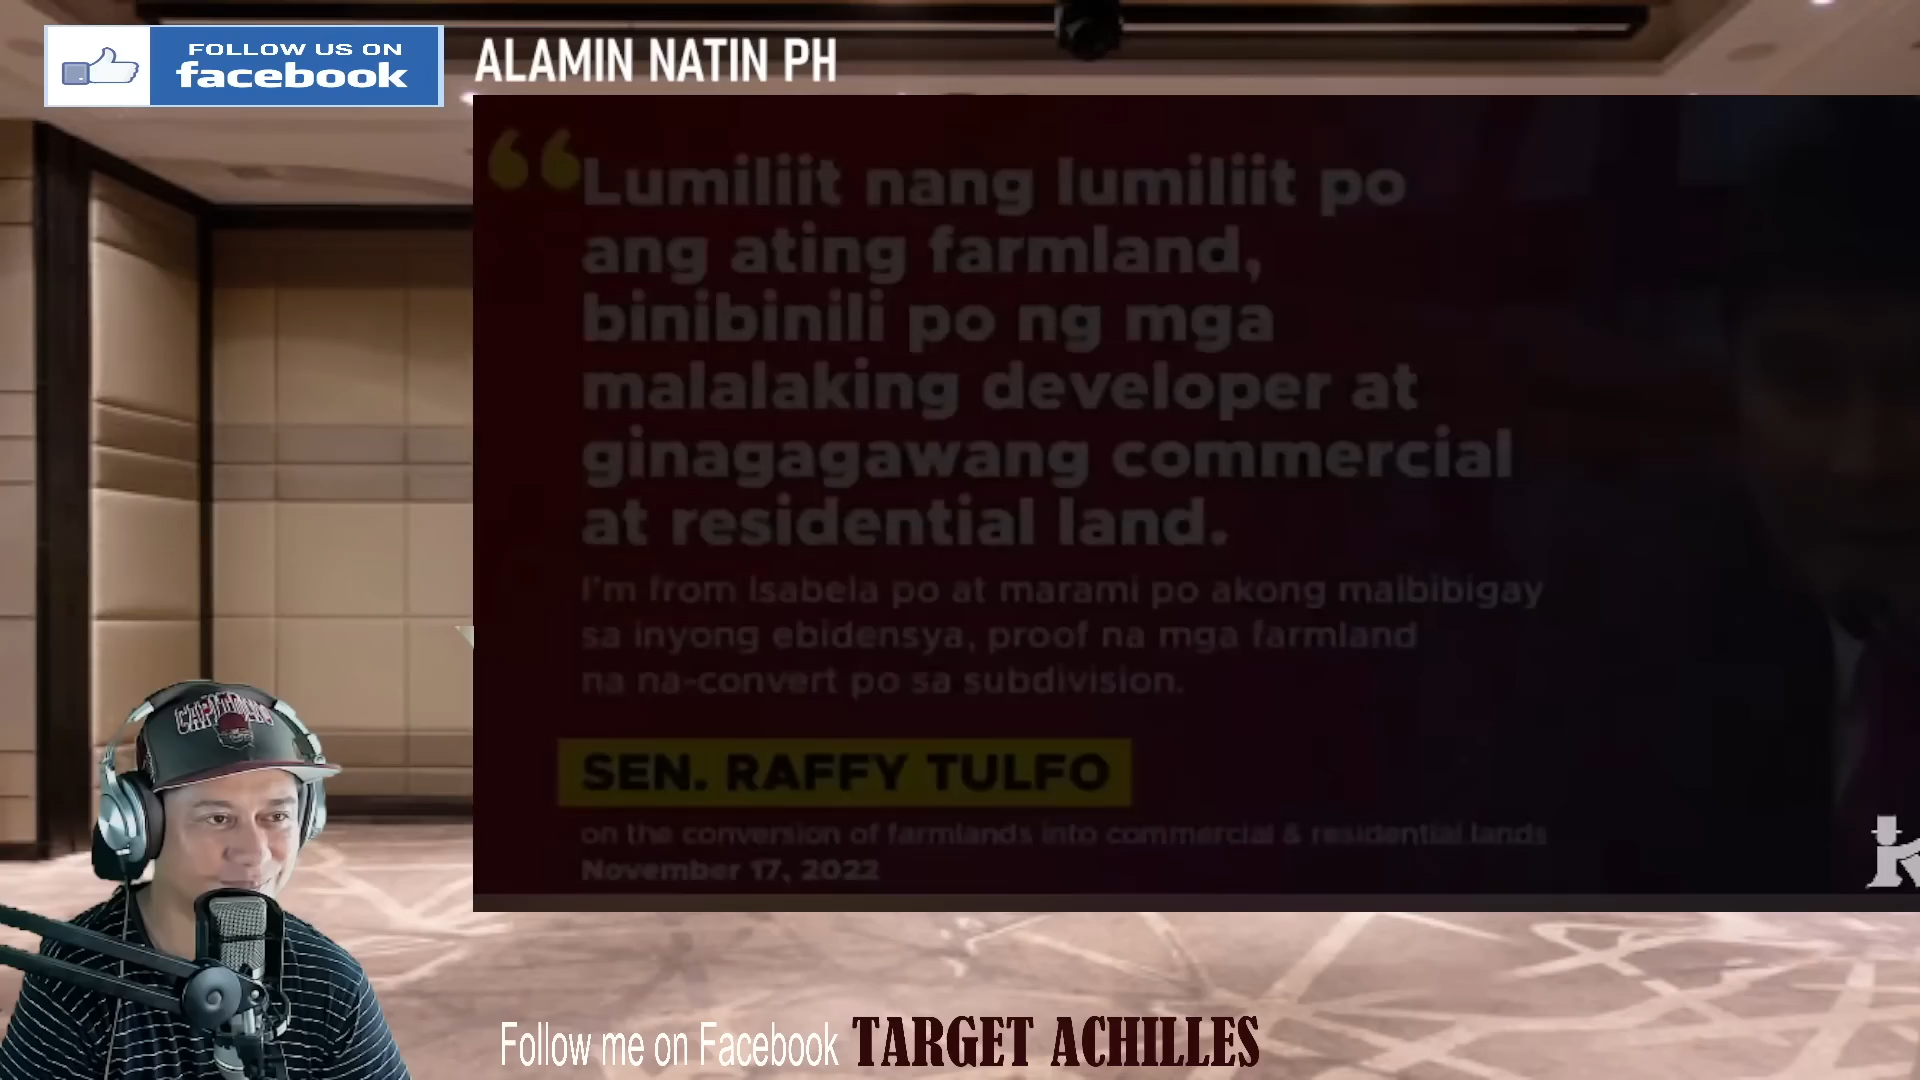 FOLLOW US ON
facebook
ALAMIN NATIN PH
“Lumiliit nang lumiliit po
ang ating farmland,
binibinili po ng mga
malalaking developer at
ginagagawang commercial
at residential land.
I'm from Isabela po at marami po akong maibibigay
sa inyong ebidensya, proof na mga farmland
na na-convert po sa subdivision.
SEN. RAFFY TULFO
on the conversion of farmlands into commercial & residential lands
November 17, 2022
CAPITOLYO
Follow me on Facebook TARGET ACHILLES